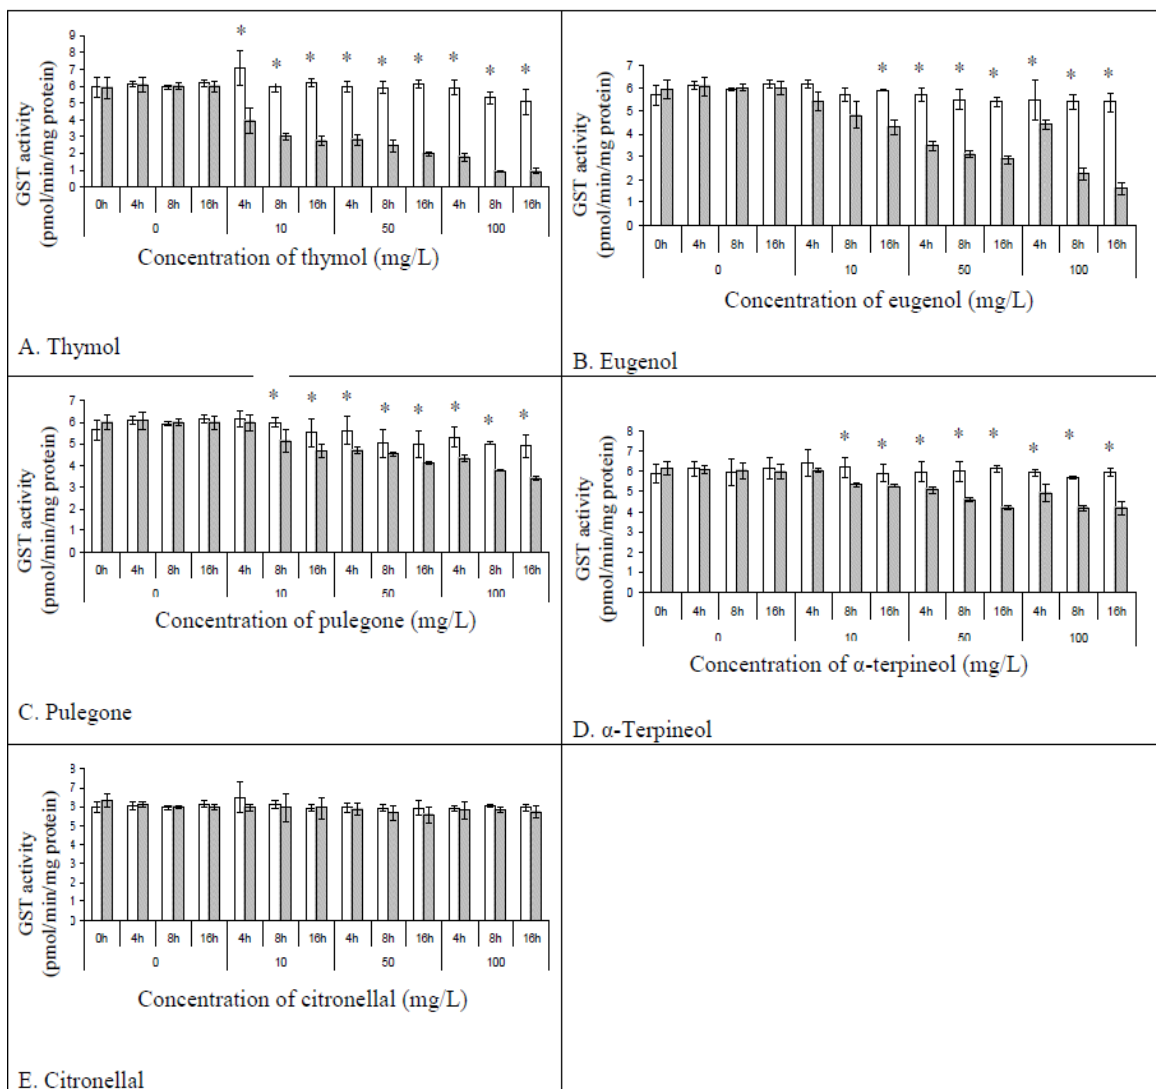 GST activity
(pmol/min/mg protein)
9
8
7
6
5
4
3
2
1
0
* * * * * * * * *
0h 4h 8h 16h 4h 8h 16h 4h 8h 16h 4h 8h 16h
0 10 50 100
Concentration of thymol (mg/L)
A. Thymol
GST activity
(pmol/min/mg protein)
7
6
5
4
3
2
1
0
* * * * * * *
0h 4h 8h 16h 4h 8h 16h 4h 8h 16h 4h 8h 16h
0 10 50 100
Concentration of eugenol (mg/L)
B. Eugenol
GST activity
(pmol/min/mg protein)
7
6
5
4
3
2
1
0
* * * * * * * *
0h 4h 8h 16h 4h 8h 16h 4h 8h 16h 4h 8h 16h
0 10 50 100
Concentration of pulegone (mg/L)
C. Pulegone
GST activity
(pmol/min/mg protein)
8
7
6
5
4
3
2
1
0
* * * * * * * *
0h 4h 8h 16h 4h 8h 16h 4h 8h 16h 4h 8h 16h
0 10 50 100
Concentration of α-terpineol (mg/L)
D. α-Terpineol
GST activity
(pmol/min/mg protein)
8
7
6
5
4
3
2
1
0
0h 4h 8h 16h 4h 8h 16h 4h 8h 16h 4h 8h 16h
0 10 50 100
Concentration of citronellal (mg/L)
E. Citronellal